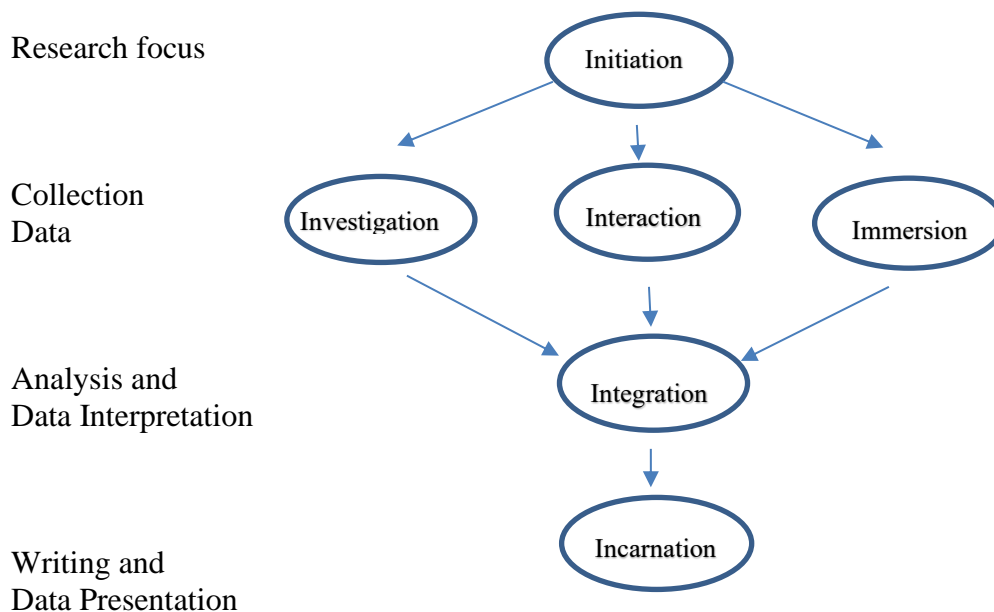 Research focus
Initiation
Collection
Data
Investigation
Interaction
Immersion
Analysis and
Data Interpretation
Integration
Incarnation
Writing and
Data Presentation